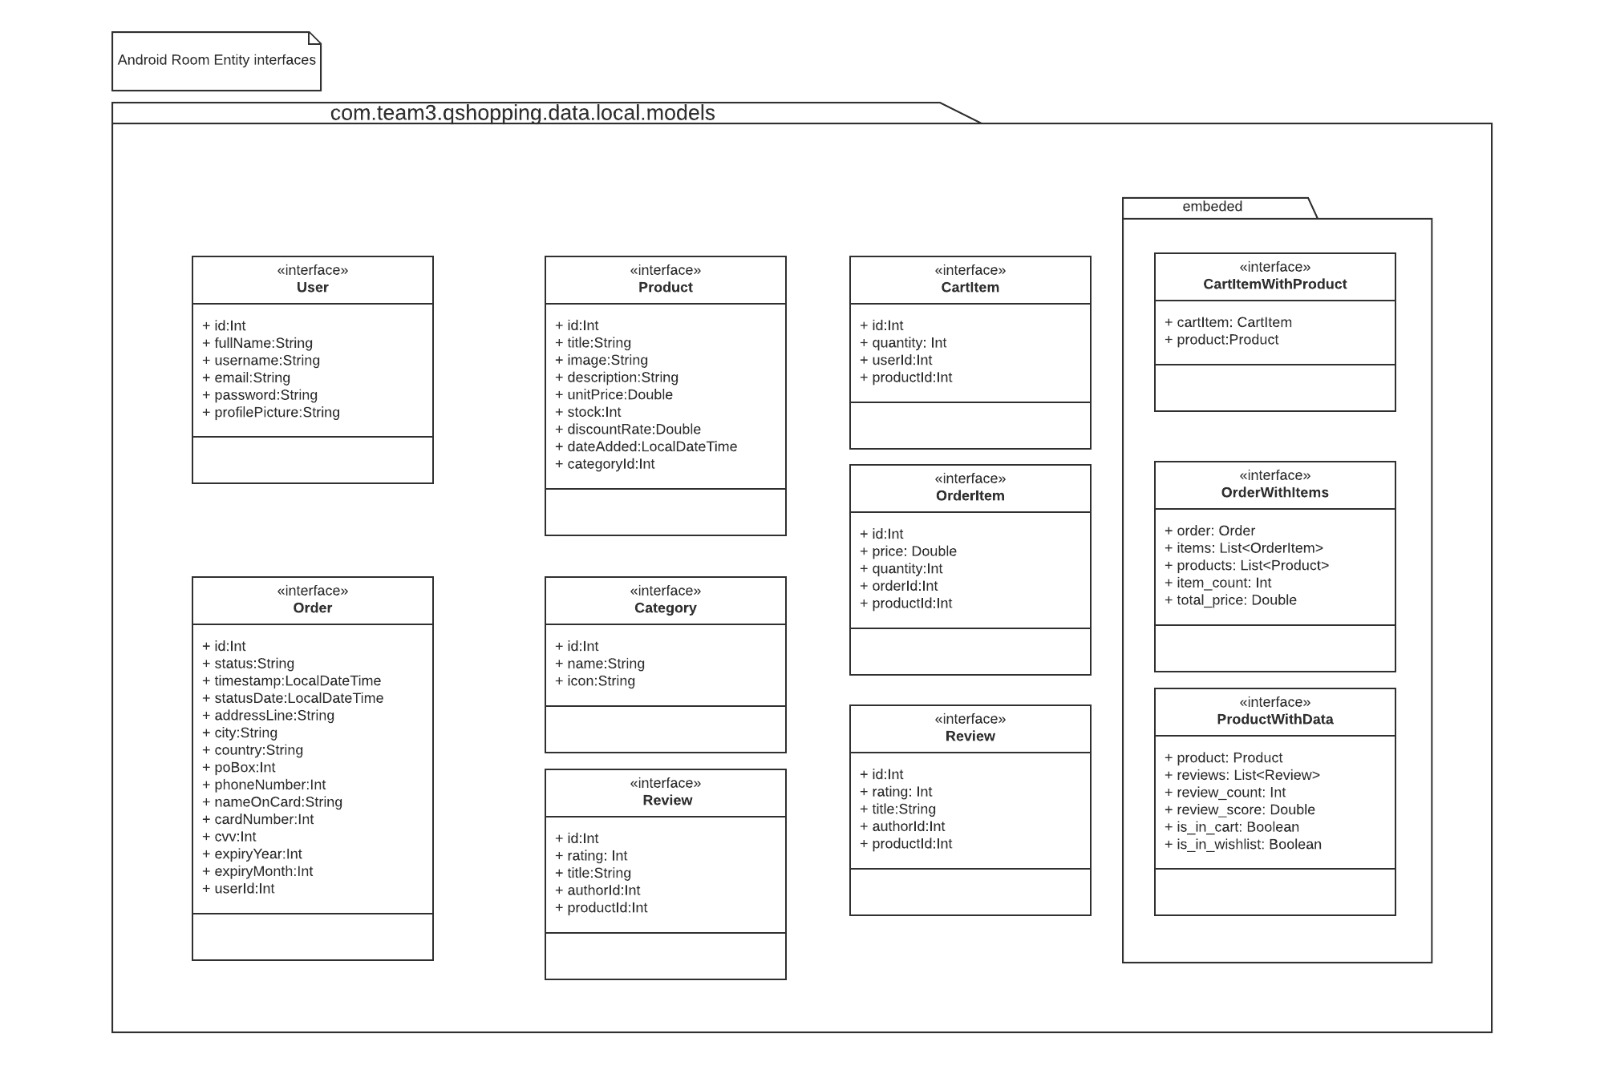 Android Room Entity interfaces
com.team3.qshopping.data.local.models
«interface»
User
+ id:Int
+ fullName:String
+ username:String
+ email:String
+ password:String
+ profilePicture:String
«interface»
Order
+ id:Int
+ status:String
+ timestamp:LocalDateTime
+ statusDate:LocalDateTime
+ addressLine:String
+ city:String
+ country:String
+ poBox:Int
+ phoneNumber:Int
+ nameOnCard:String
+ cardNumber:Int
+ cvv:Int
+ expiryYear:Int
+ expiryMonth:Int
+ userId:Int
«interface»
Product
+ id:Int
+ title:String
+ image:String
+ description:String
+ unitPrice:Double
+ stock:Int
+ discountRate:Double
+ dateAdded:LocalDateTime
+ categoryId:Int
«interface»
Category
+ id:Int
+ name:String
+ icon:String
«interface»
Review
+ id:Int
+ rating: Int
+ title:String
+ authorId:Int
+ productId:Int
«interface»
CartItem
+ id:Int
+ quantity: Int
+ userId:Int
+ productId:Int
«interface»
OrderItem
+ id:Int
+ price: Double
+ quantity:Int
+ orderId:Int
+ productId:Int
«interface»
Review
+ id:Int
+ rating: Int
+ title:String
+ authorId:Int
+ productId:Int
embeded
«interface»
CartItemWithProduct
+ cartItem: CartItem
+ product:Product
«interface»
OrderWithItems
+ order: Order
+ items: List<OrderItem>
+ products: List<Product>
+ item_count: Int
+ total_price: Double
«interface»
ProductWithData
+ product: Product
+ reviews: List<Review>
+ review_count: Int
+ review_score: Double
+ is_in_cart: Boolean
+ is_in_wishlist: Boolean